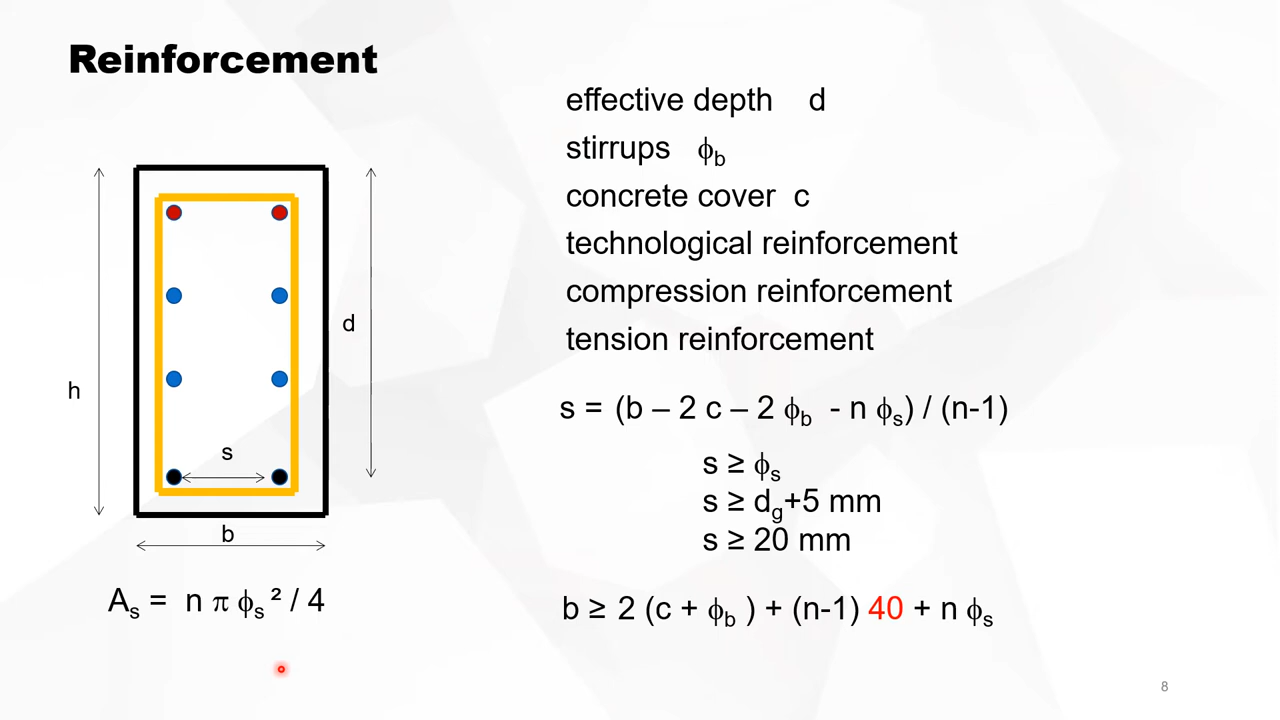 Reinforcement
effective depth d
stirrups ϕb
concrete cover c
technological reinforcement
compression reinforcement
tension reinforcement
h
d
s
b
s = (b – 2 c – 2 ϕb - n ϕs) / (n-1)
s ≥ ϕs
s ≥ dg+5 mm
s ≥ 20 mm
As = n π ϕs ² / 4
b ≥ 2 (c + ϕb ) + (n-1) 40 + n ϕs
8